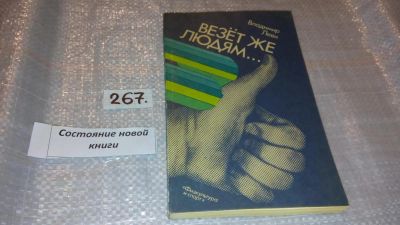 Владимир
Леви
ВЕЗЁТ ЖЕ
ЛЮДЯМ...
267.
Состояние новой
книги
«Физкультура
и спорт»